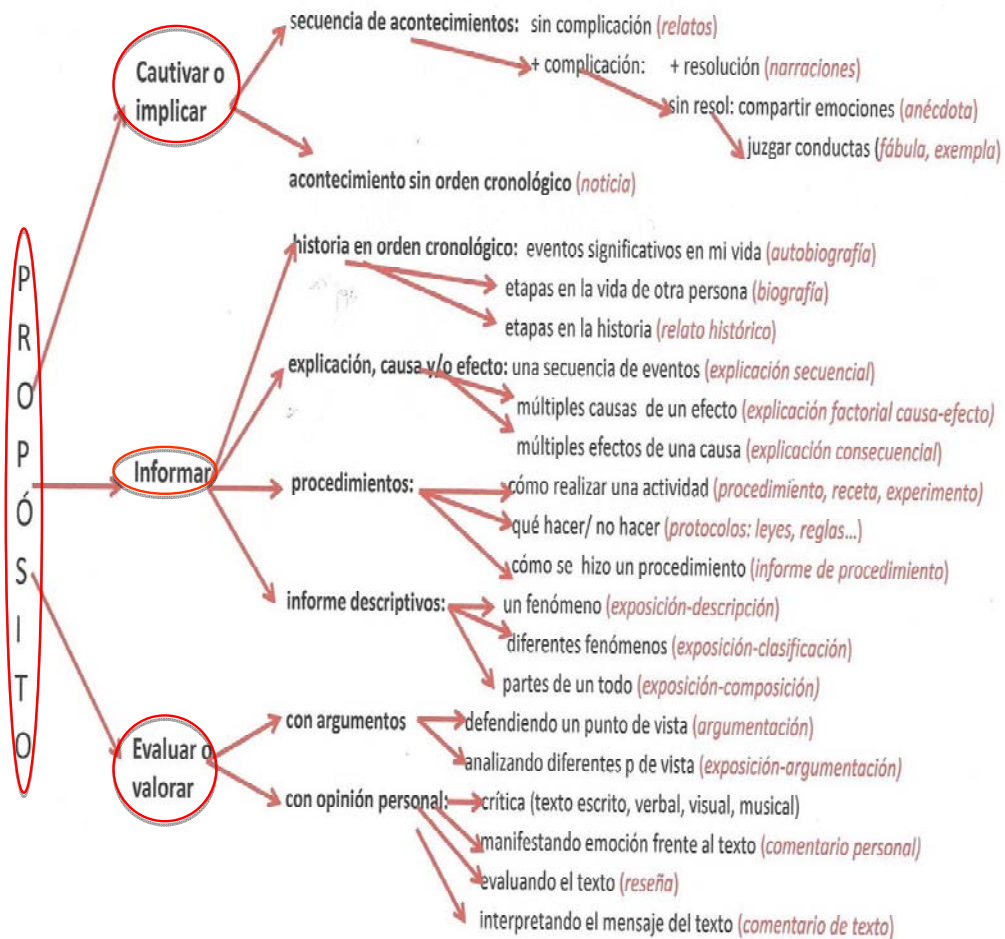 PROPÓSITO
Cautivar o
implicar
secuencia de acontecimientos: sin complicación (relatos)
+ complicación: + resolución (narraciones)
sin resol: compartir emociones (anécdota)
juzgar conductas (fábula, exempla)
acontecimiento sin orden cronológico (noticia)
Informar
historia en orden cronológico: eventos significativos en mi vida (autobiografía)
etapas en la vida de otra persona (biografía)
etapas en la historia (relato histórico)
explicación, causa y/o efecto: una secuencia de eventos (explicación secuencial)
múltiples causas de un efecto (explicación factorial causa-efecto)
múltiples efectos de una causa (explicación consecuencial)
procedimientos: cómo realizar una actividad (procedimiento, receta, experimento)
qué hacer/ no hacer (protocolos: leyes, reglas...)
cómo se hizo un procedimiento (informe de procedimiento)
informe descriptivos: un fenómeno (exposición-descripción)
diferentes fenómenos (exposición-clasificación)
partes de un todo (exposición-composición)
Evaluar o
valorar
con argumentos defendiendo un punto de vista (argumentación)
analizando diferentes p de vista (exposición-argumentación)
con opinión personal: crítica (texto escrito, verbal, visual, musical)
manifestando emoción frente al texto (comentario personal)
evaluando el texto (reseña)
interpretando el mensaje del texto (comentario de texto)